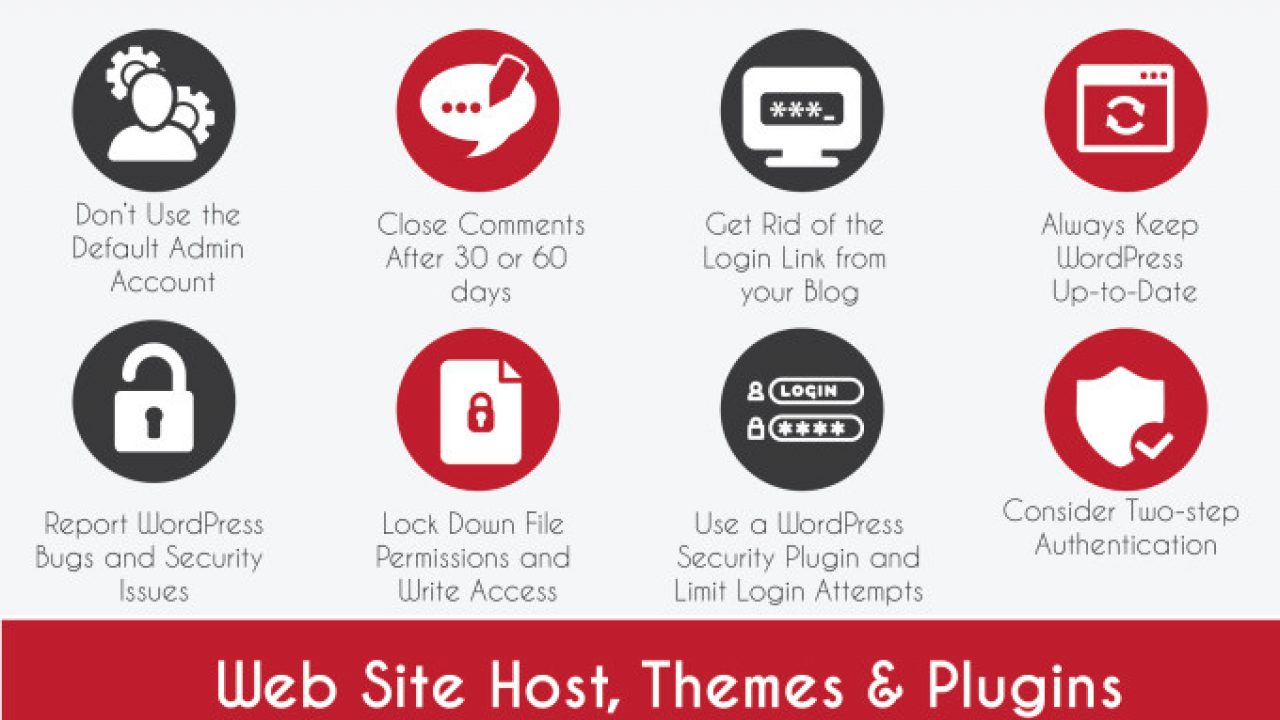 ***_
Don't Use the
Default Admin
Account
Close Comments
After 30 or 60
days
Get Rid of the
Login Link from
your Blog
Always Keep
WordPress
Up-to-Date
LOGIN
****
Report WordPress
Bugs and Security
Issues
Lock Down File
Permissions and
Write Access
Use a WordPress
Security Plugin and
Limit Login Attempts
Consider Two-step
Authentication
Web Site Host, Themes & Plugins